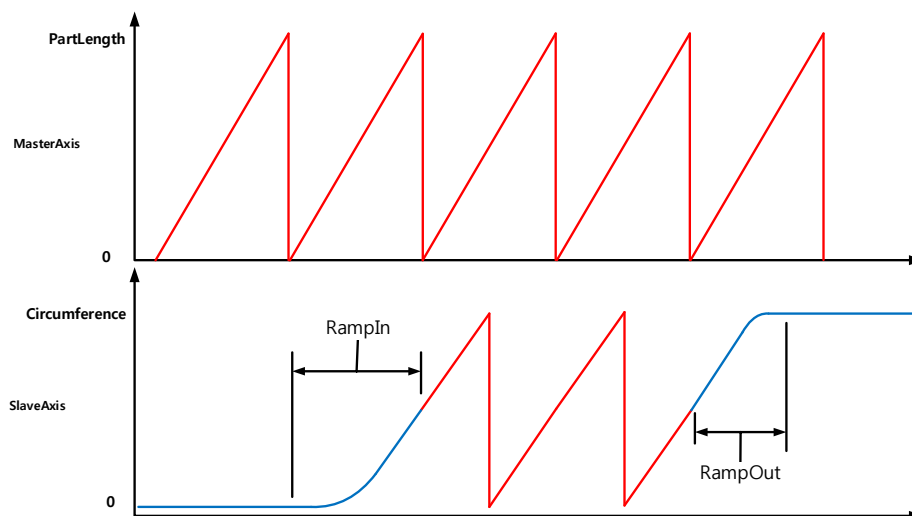 PartLength
MasterAxis
0
Circumference
RampIn
SlaveAxis
RampOut
0